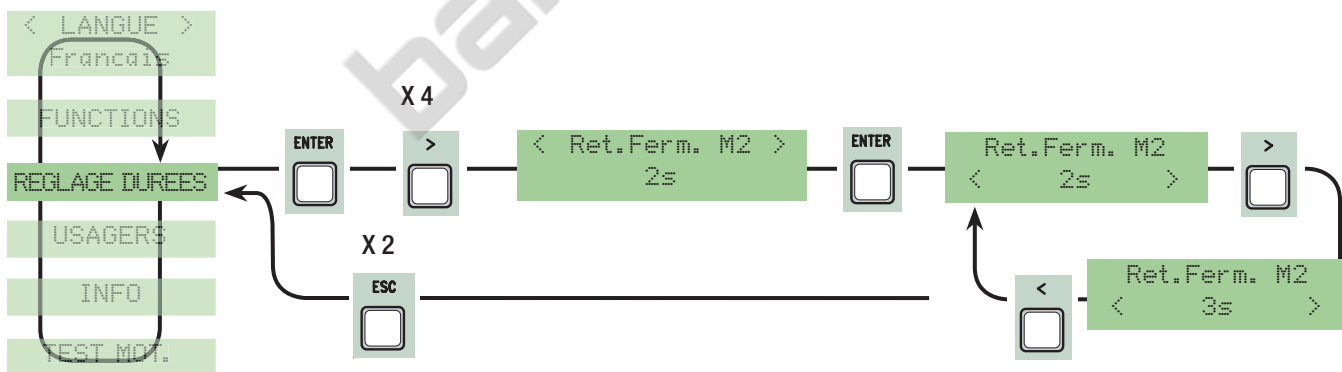 < LANGUE >
Francais
FUNCTIONS
REGLAGE DUREES
USAGERS
INFO
TEST MOT.
ENTER
X 4
>
< Ret.Ferm. M2 >
2s
ENTER
Ret.Ferm. M2
< 2s >
>
Ret.Ferm. M2
< 3s >
<
X 2
ESC